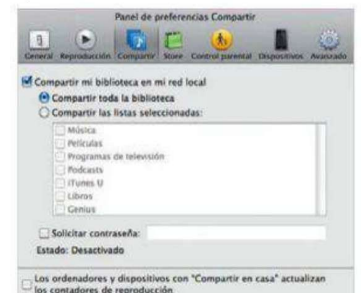 Panel de preferencias Compartir
General Reproducción Compartir Store Control parental Dispositivos Avanzado
Compartir mi biblioteca en mi red local
Compartir toda la biblioteca
Compartir las listas seleccionadas:
Música
Películas
Programas de televisión
Podcasts
iTunes U
Libros
Genius
Solicitar contraseña:
Estado: Desactivado
Los ordenadores y dispositivos con "Compartir en casa" actualizan
los contadores de reproducción